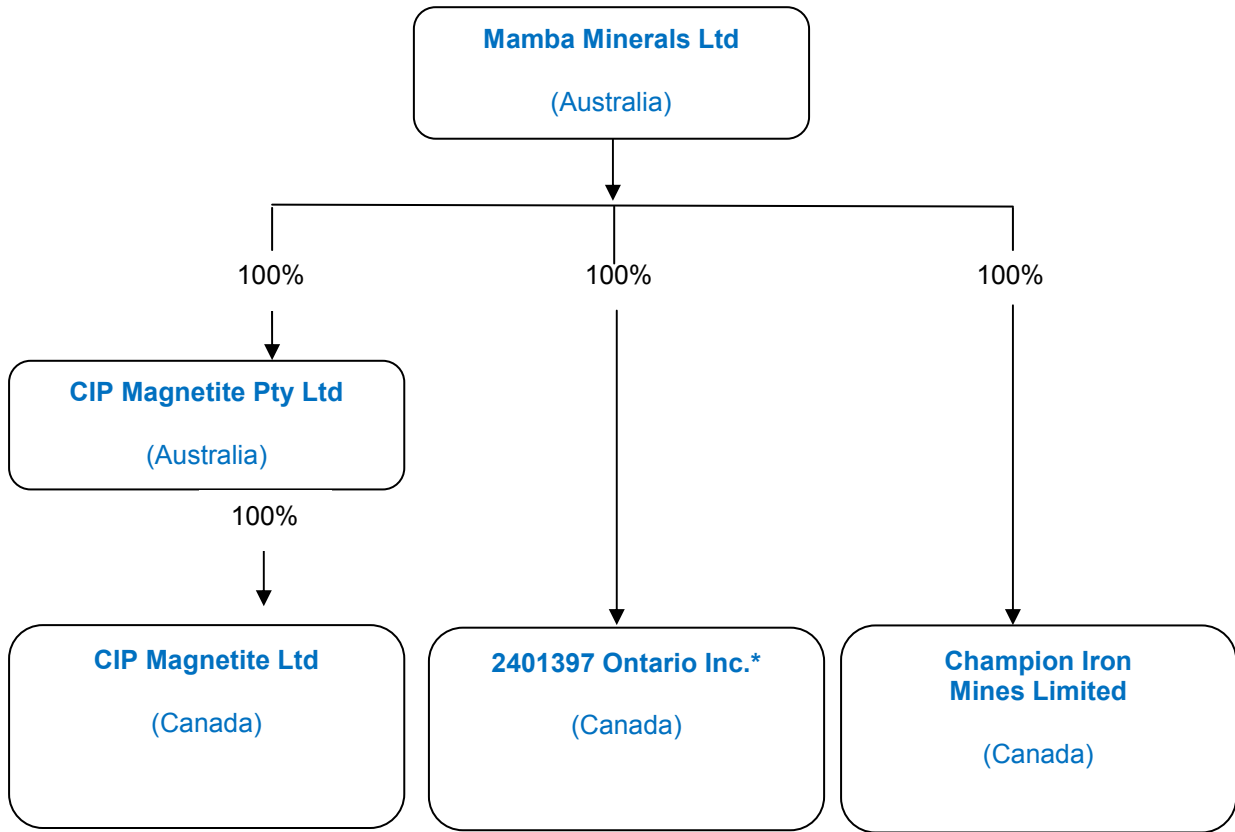 Mamba Minerals Ltd
(Australia)
100%
100%
100%
CIP Magnetite Pty Ltd
(Australia)
100%
CIP Magnetite Ltd
(Canada)
2401397 Ontario Inc.*
(Canada)
Champion Iron
Mines Limited
(Canada)